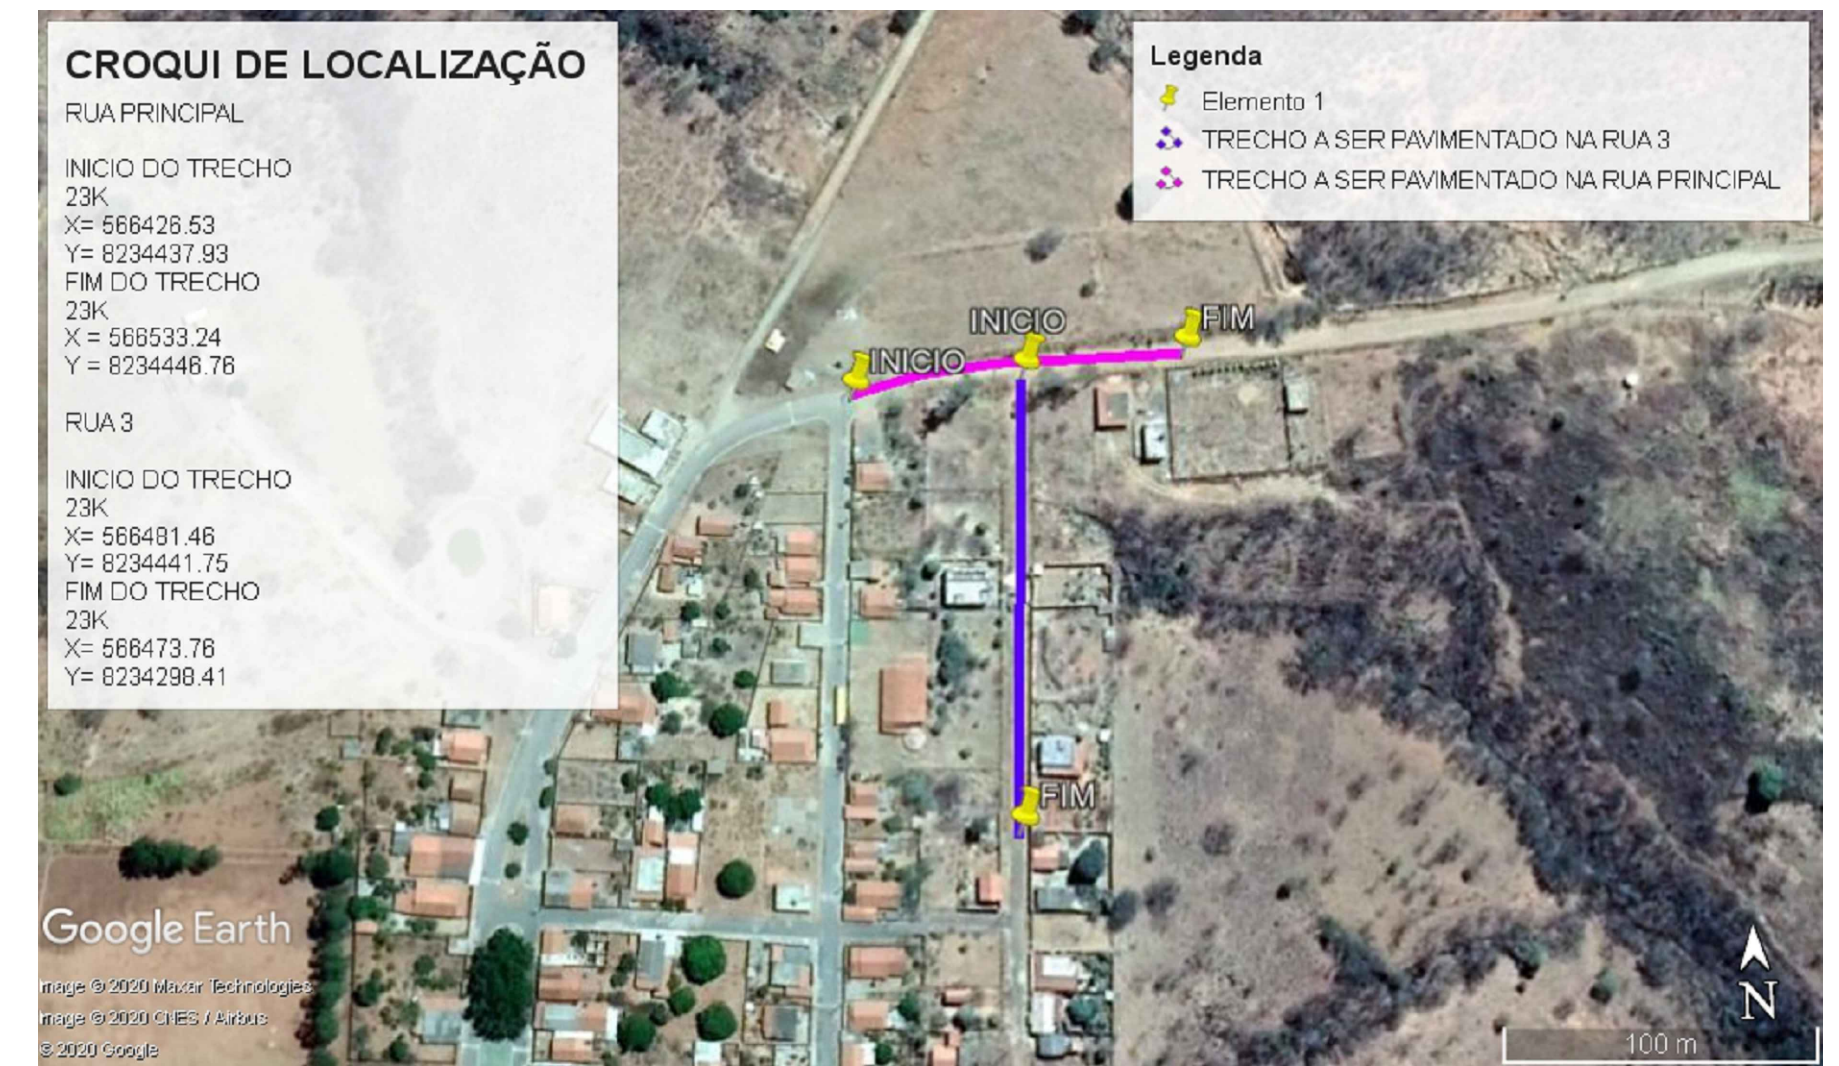 CROQUI DE LOCALIZAÇÃO
RUA PRINCIPAL
INICIO DO TRECHO
23K
X= 566426.53
Y= 8234437.93
FIM DO TRECHO
23K
X = 566533.24
Y = 8234446.76
RUA 3
INICIO DO TRECHO
23K
X= 566481.46
Y= 8234441.75
FIM DO TRECHO
23K
X= 566473.76
Y= 8234298.41
Legenda
Elemento 1
TRECHO A SER PAVIMENTADO NA RUA 3
TRECHO A SER PAVIMENTADO NA RUA PRINCIPAL
INICIO
FIM
INICIO
FIM
Google Earth
Image © 2020 Maxar Technologies
Image © 2020 CNES / Airbus
© 2020 Google
N
100 m